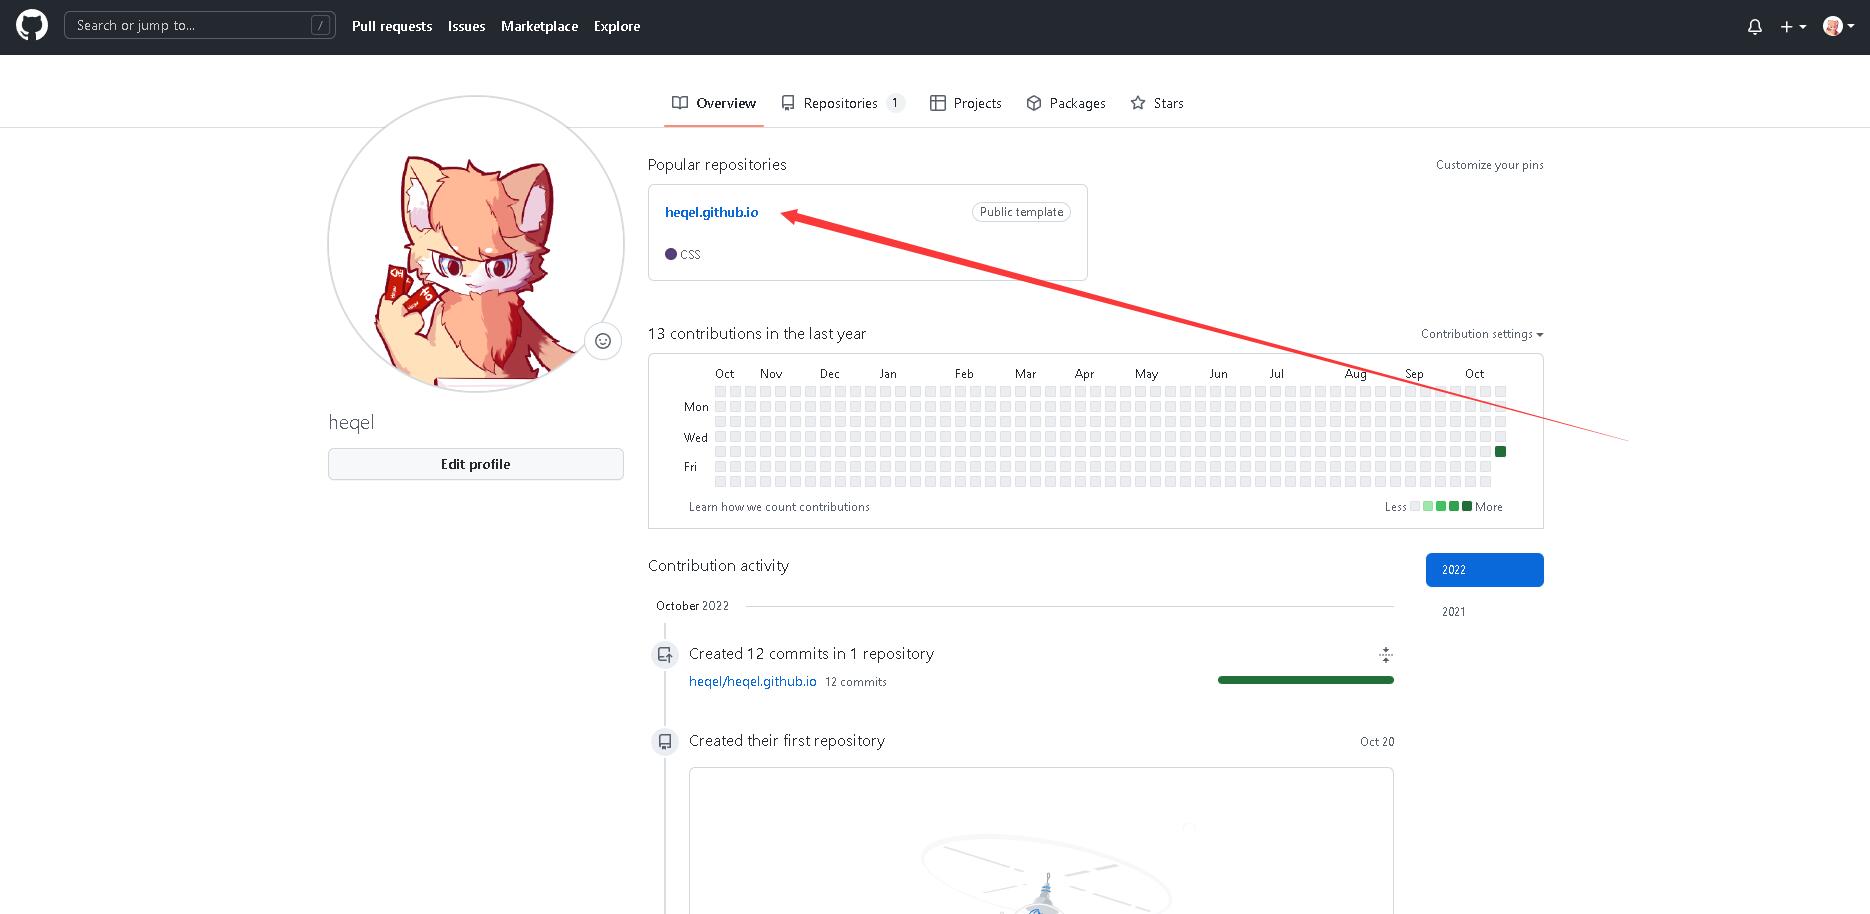 Search or jump to... /
Pull requests Issues Marketplace Explore
Overview Repositories 1 Projects Packages Stars
Popular repositories Customize your pins
heqel.github.io Public template
CSS
13 contributions in the last year Contribution settings
Oct Nov Dec Jan Feb Mar Apr May Jun Jul Aug Sep Oct
Mon
Wed
Fri
Learn how we count contributions Less More
heqel
Edit profile
Contribution activity
2022
2021
October 2022
Created 12 commits in 1 repository
heqel/heqel.github.io 12 commits
Created their first repository Oct 20